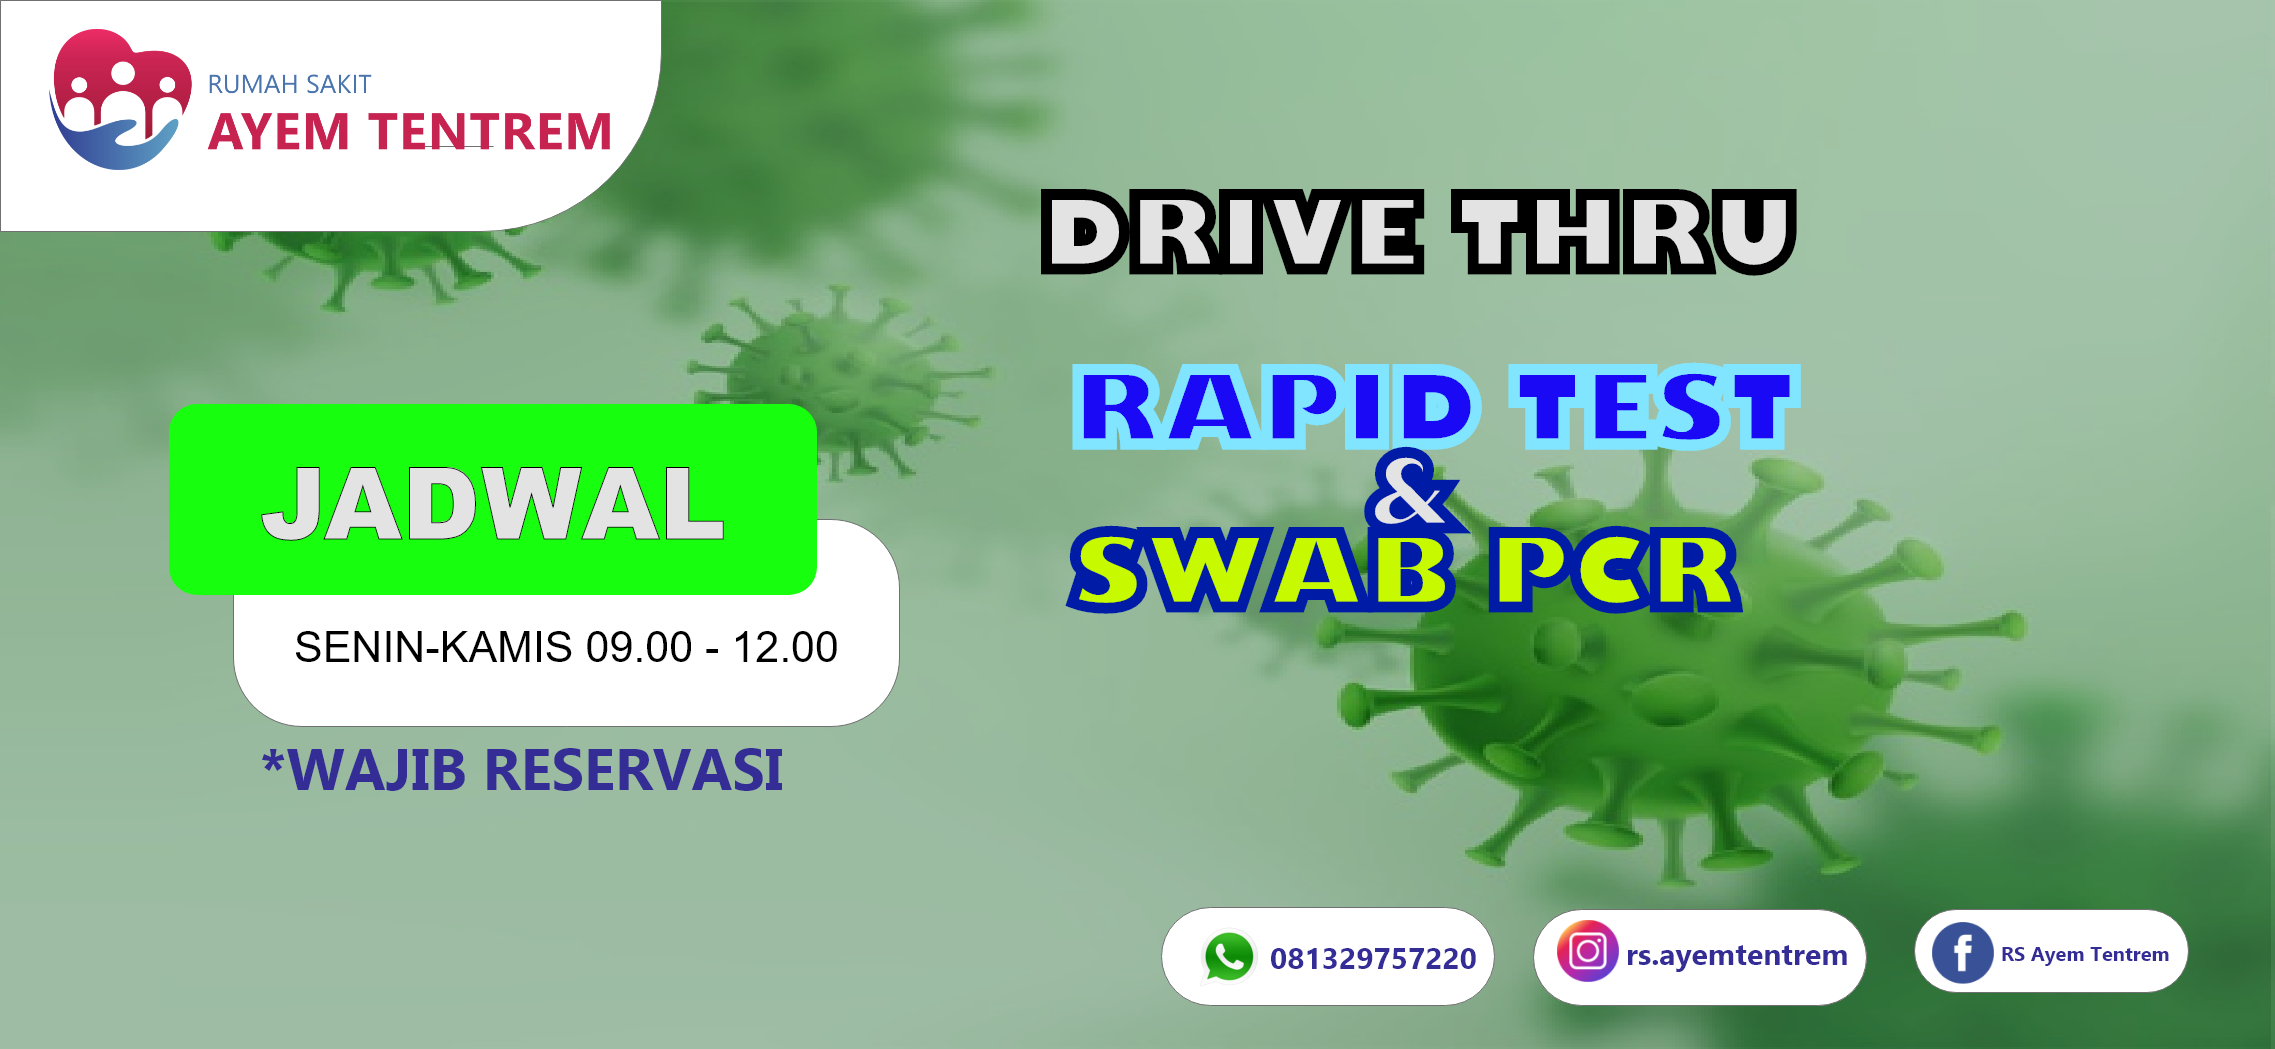 RUMAH SAKIT
AYEM TENTREM
DRIVE THRU
RAPID TEST
&
SWAB PCR
JADWAL
SENIN-KAMIS 09.00 - 12.00
*WAJIB RESERVASI
081329757220
rs.ayemtentrem
RS Ayem Tentrem